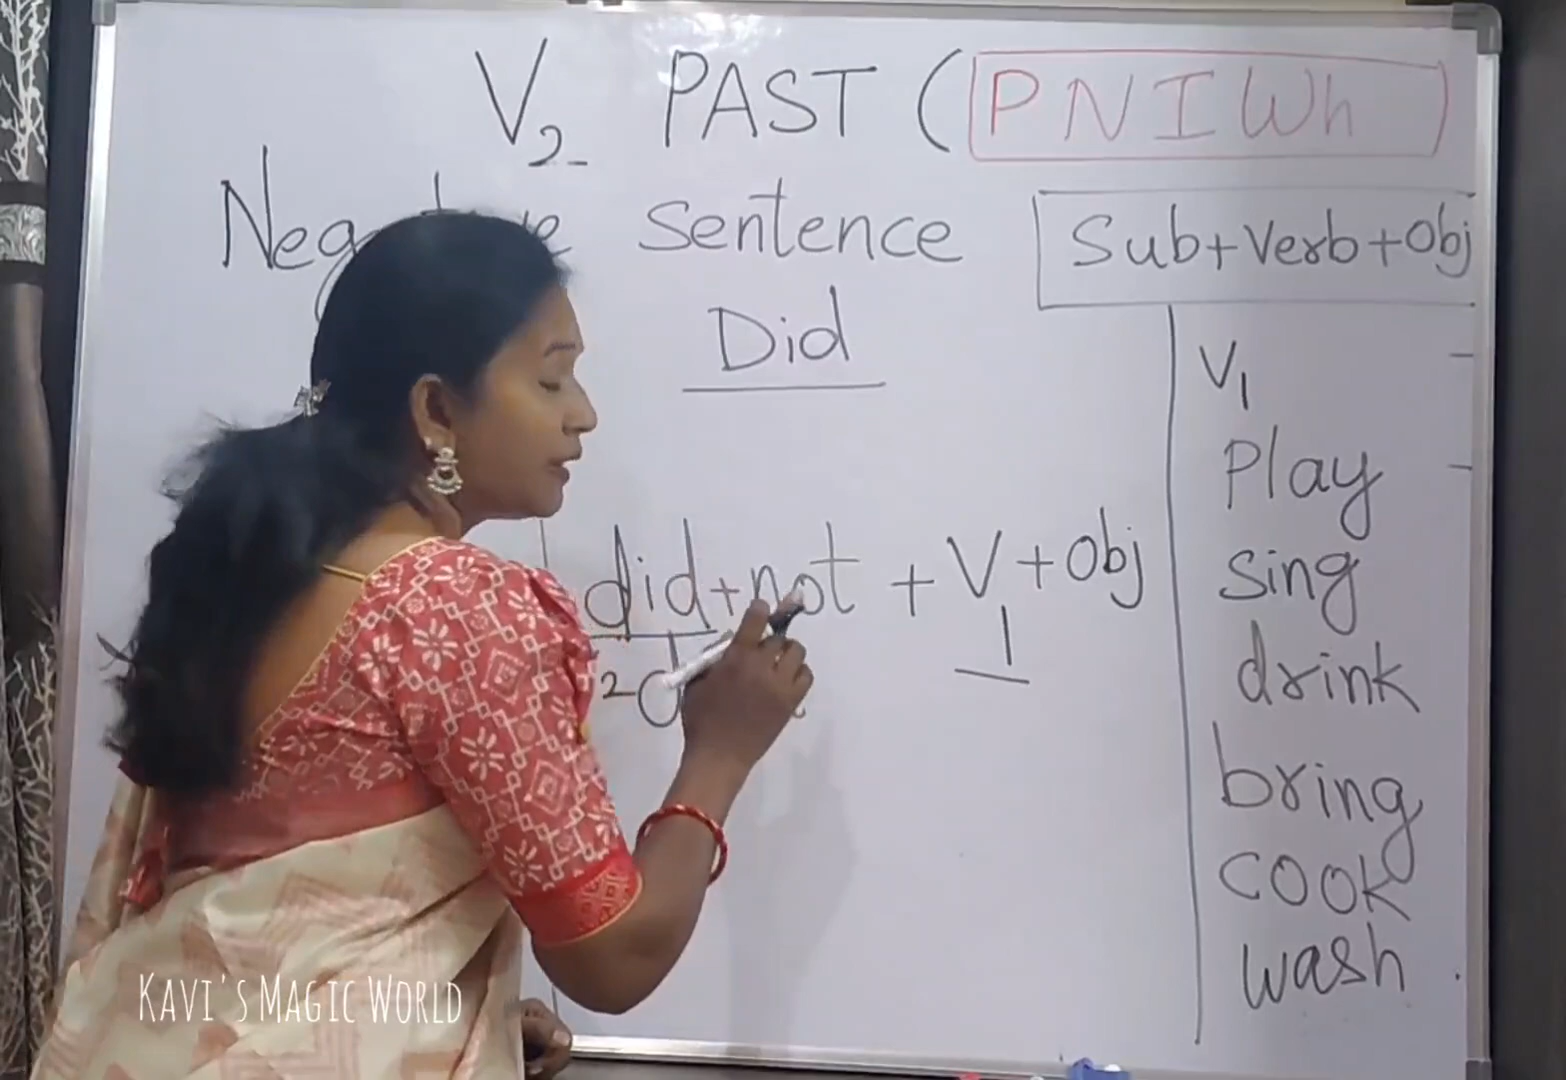 V2 PAST (PNIWh)
Sentence
Sub+Verb+Obj
Did
V1
Play
did+not + V1 + Obj
Sing
drink
bring
cook
wash
KAVI'S MAGIC WORLD